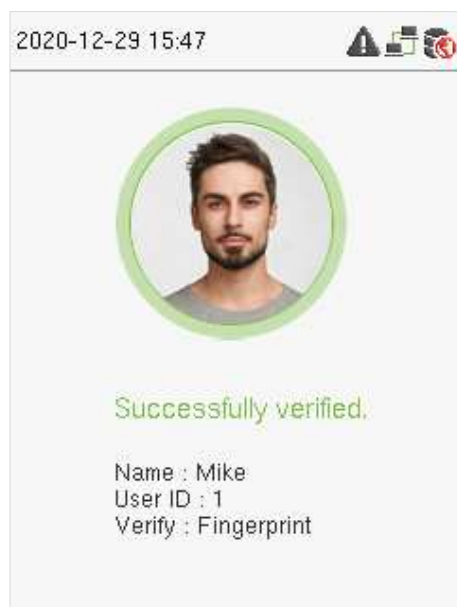 2020-12-29 15:47
Successfully verified.
Name : Mike
User ID : 1
Verify : Fingerprint